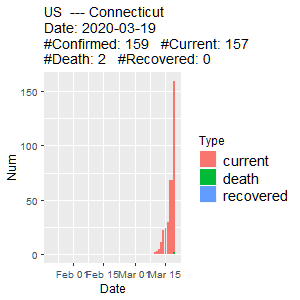 US --- Connecticut
Date: 2020-03-19
#Confirmed: 159 #Current: 157
#Death: 2 #Recovered: 0
150
100
50
0
Num
Feb 01 Feb 15 Mar 01 Mar 15
Date
Type
current
death
recovered